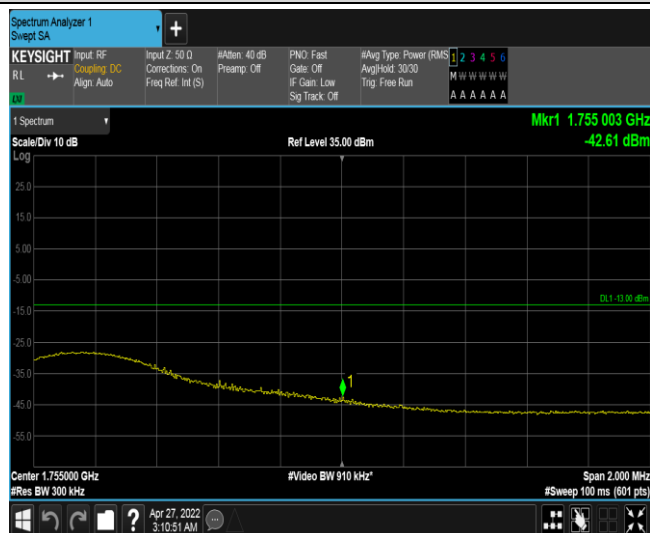 Spectrum Analyzer 1
Swept SA
KEYSIGHT
RL
Input: RF
Coupling: DC
Align: Auto
Input Z: 50 Ω
Corrections: On
Freq Ref: Int (S)
#Atten: 40 dB
Preamp: Off
PNO: Fast
Gate: Off
IF Gain: Low
Sig Track: Off
#Avg Type: Power (RMS
Avg|Hold: 30/30
Trig: Free Run
1 2 3 4 5 6
M W W W W W
A A A A A A
1 Spectrum
Mkr1 1.755 003 GHz
Scale/Div 10 dB
Ref Level 35.00 dBm
-42.61 dBm
Log
25.0
15.0
5.00
-5.00
DL1 -13.00 dBm
-15.0
-25.0
-35.0
1
-45.0
-55.0
Center 1.755000 GHz
#Video BW 910 kHz*
Span 2.000 MHz
#Res BW 300 kHz
#Sweep 100 ms (601 pts)
Apr 27, 2022
3:10:51 AM